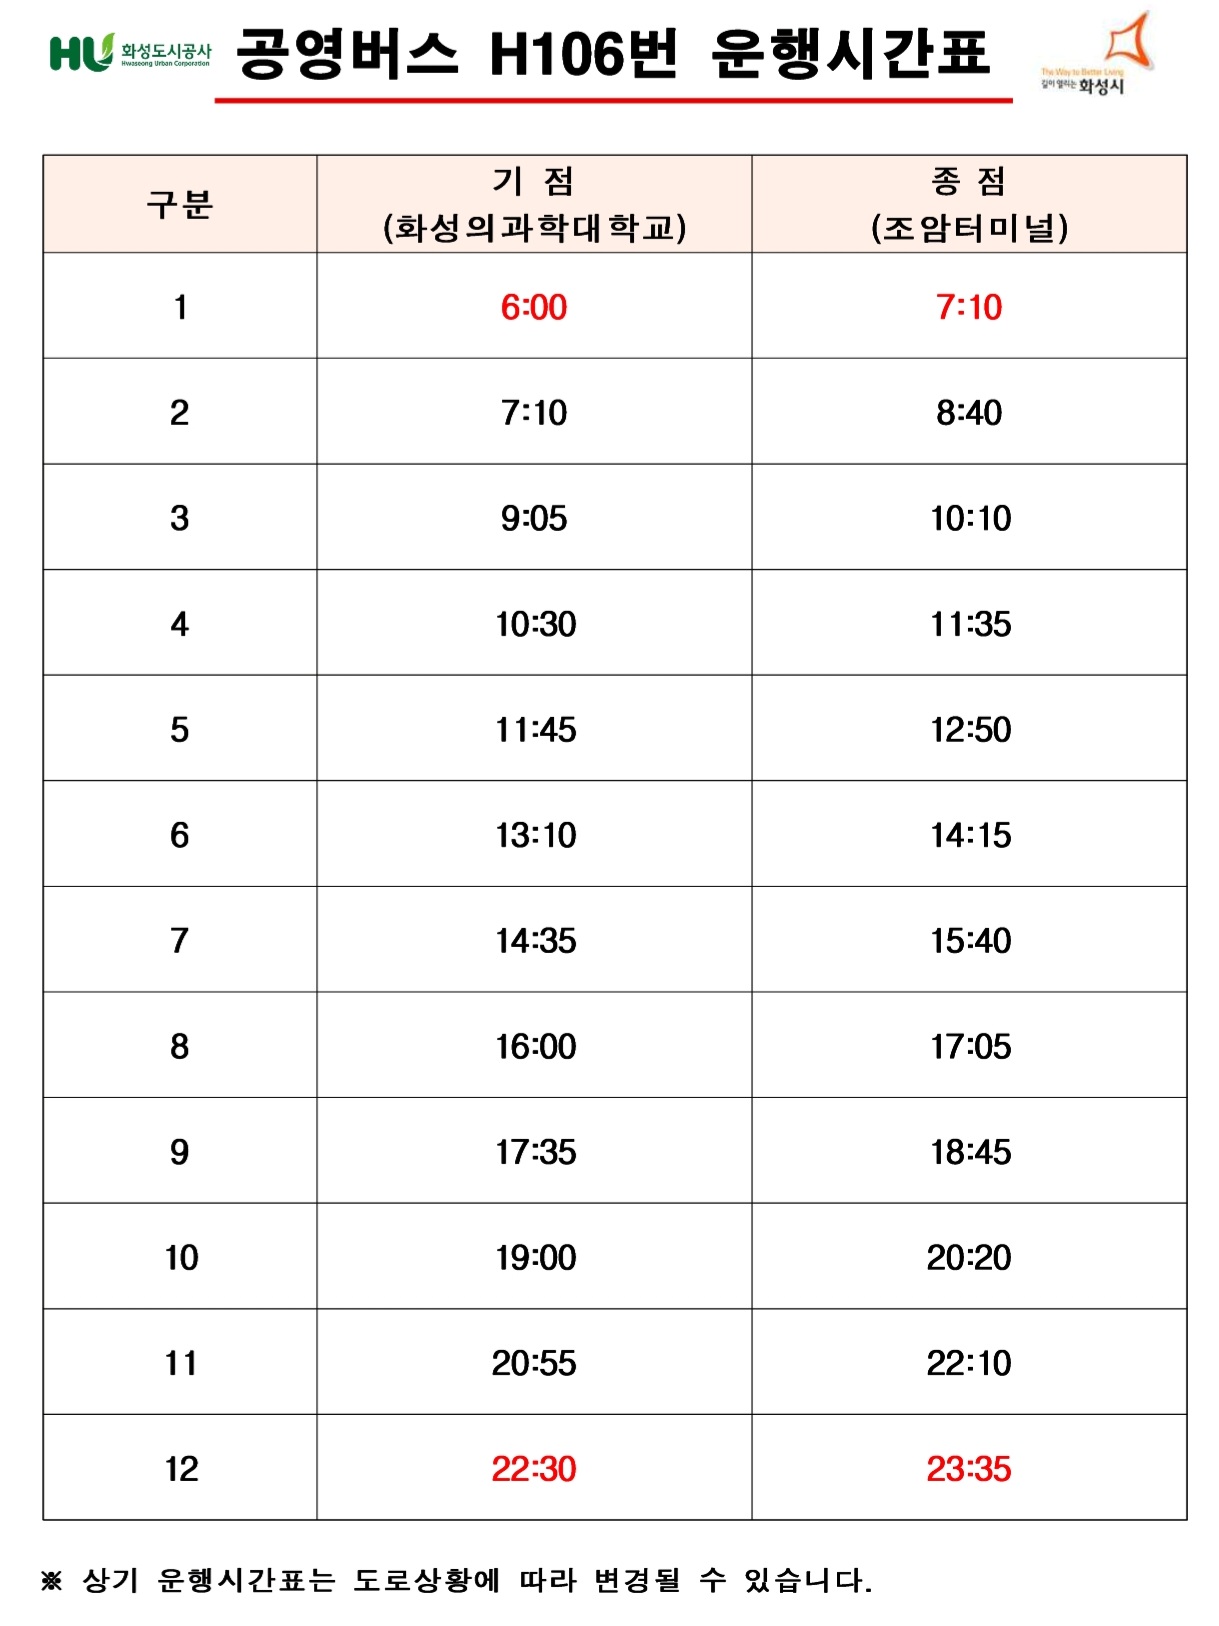 HU 화성도시공사
Hwaseong Urban Corporation
공영버스 H106번 운행시간표
The Way to Better Living
길이 열리는 화성시
구분 기 점 종 점
(화성의과학대학교) (조암터미널)
1 6:00 7:10
2 7:10 8:40
3 9:05 10:10
4 10:30 11:35
5 11:45 12:50
6 13:10 14:15
7 14:35 15:40
8 16:00 17:05
9 17:35 18:45
10 19:00 20:20
11 20:55 22:10
12 22:30 23:35
※ 상기 운행시간표는 도로상황에 따라 변경될 수 있습니다.